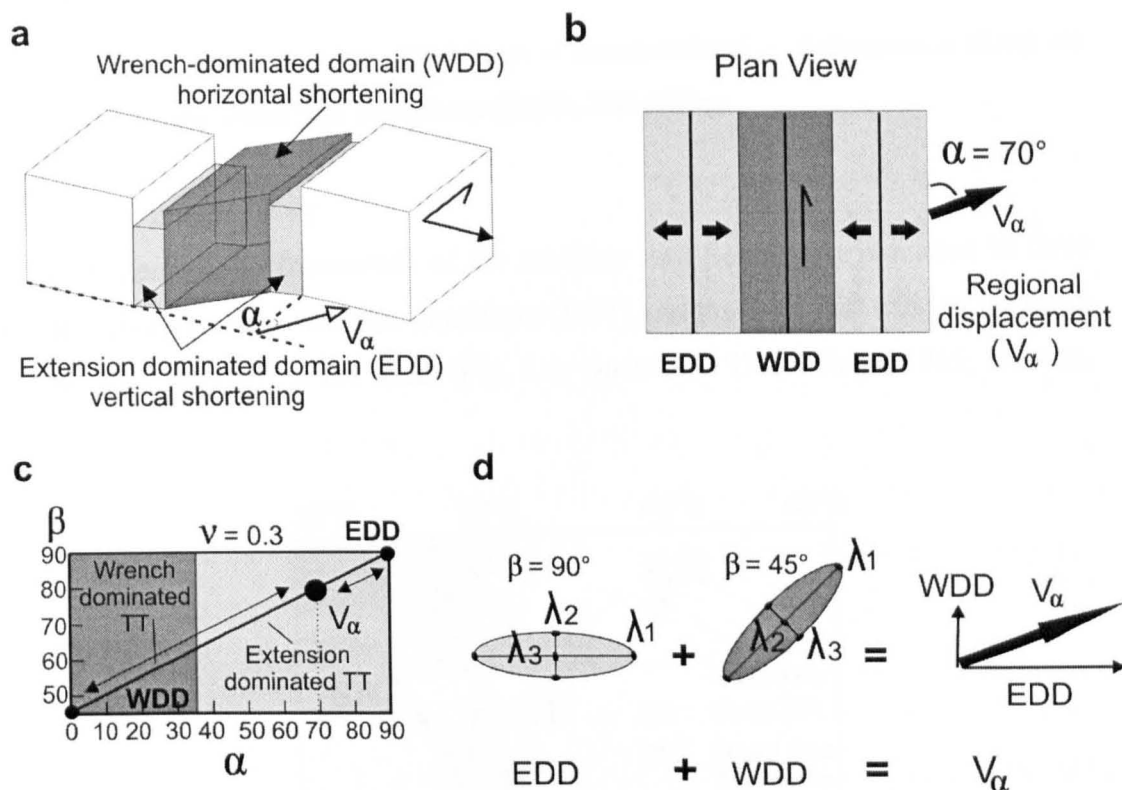 a
Wrench-dominated domain (WDD)
horizontal shortening
α
Vα
Extension dominated domain (EDD)
vertical shortening
b
Plan View
α = 70°
Vα
Regional
displacement
( Vα )
EDD WDD EDD
c
β
ν = 0.3
EDD
90
80
70
60
50
Wrench
dominated
TT
Vα
Extension
dominated TT
WDD
0 10 20 30 40 50 60 70 80 90
α
d
β = 90°
λ2
λ3
λ1
+
β = 45°
λ1
λ2
λ3
=
WDD
Vα
EDD
EDD + WDD = Vα